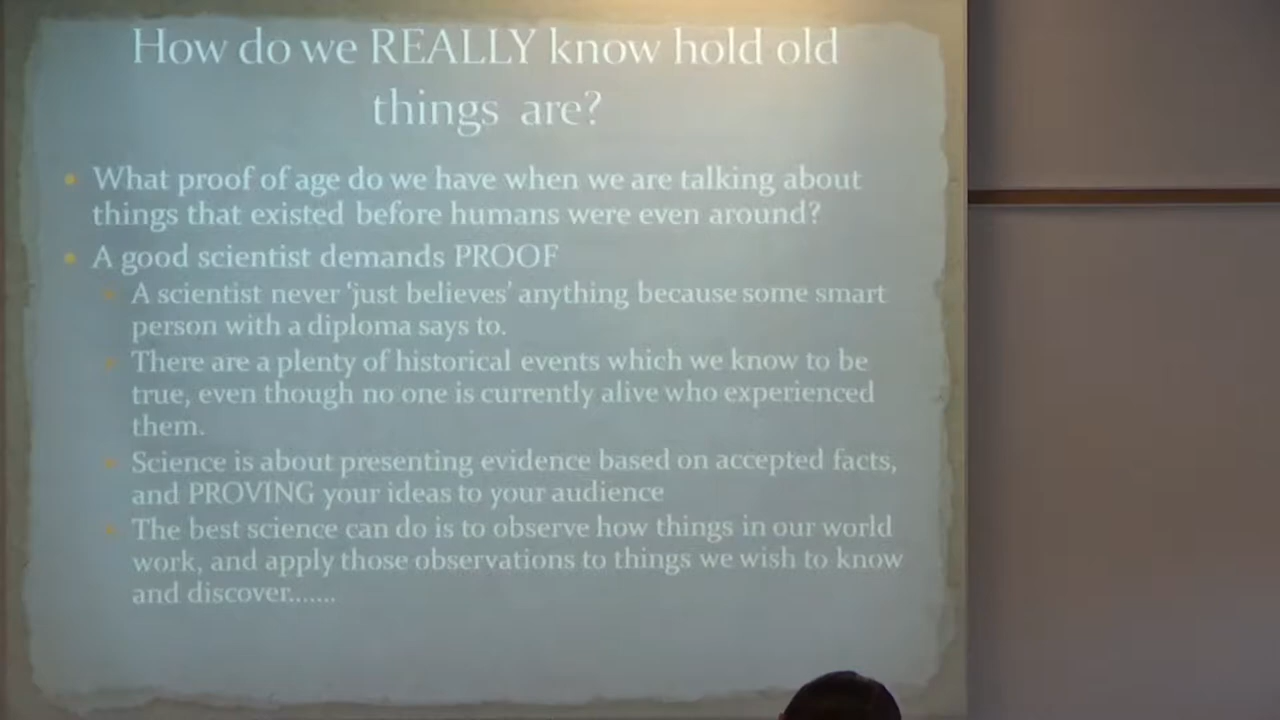 How do we REALLY know hold old
things are?
• What proof of age do we have when we are talking about
things that existed before humans were even around?
• A good scientist demands PROOF
• A scientist never ‘just believes’ anything because some smart
person with a diploma says to.
• There are a plenty of historical events which we know to be
true, even though no one is currently alive who experienced
them.
• Science is about presenting evidence based on accepted facts,
and PROVING your ideas to your audience
• The best science can do is to observe how things in our world
work, and apply those observations to things we wish to know
and discover.......